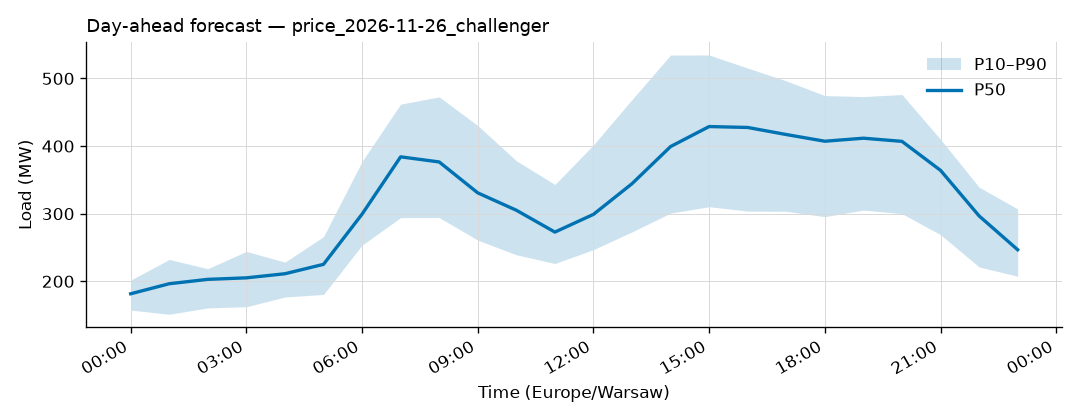 Day-ahead forecast — price_2026-11-26_challenger
P10–P90
P50
Load (MW)
500
400
300
200
00:00
03:00
06:00
09:00
12:00
15:00
18:00
21:00
00:00
Time (Europe/Warsaw)